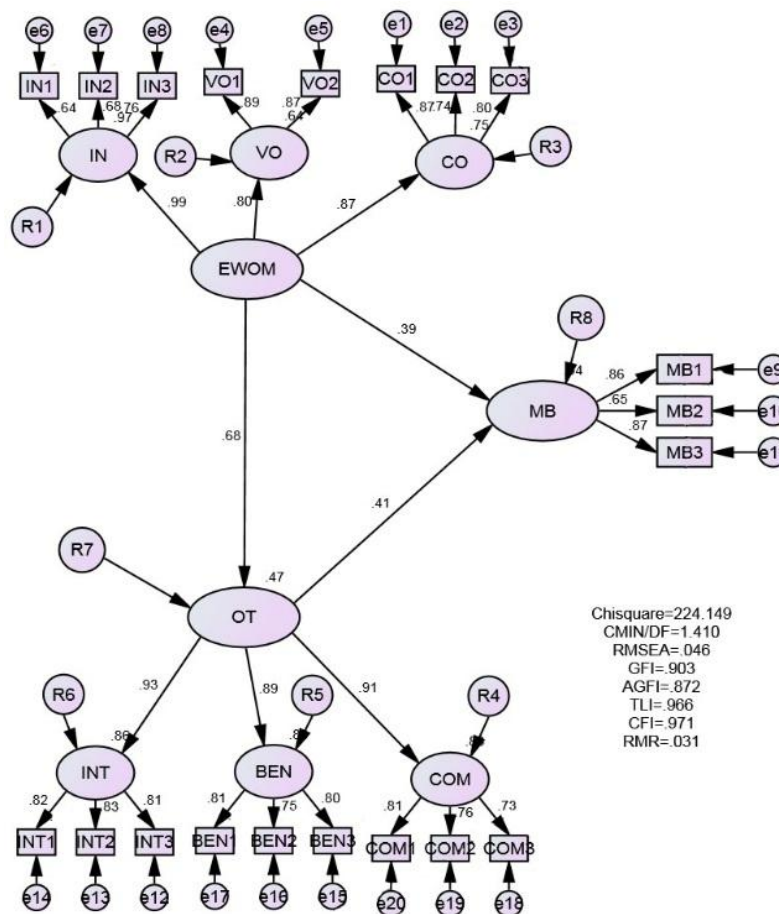 e6 e7 e8 e4 e5 e1 e2 e3
IN1 IN2 IN3 VO1 VO2 CO1 CO2 CO3
.64 .68 .76 .89 .87 .87 .74 .80
.97 .64 .75
IN R2 VO CO R3
R1 .99 .80 .87
EWOM
R8
.39
MB1 e9
.86
MB .65 MB2
.87
MB3
.68
.41
R7
.47
OT
Chisquare=224.149
CMIN/DF=1.410
RMSEA=.046
GFI=.903
AGFI=.872
TLI=.966
CFI=.971
RMR=.031
.93 .89 .91
R6 R5 R4
.86
INT BEN COM
.82 .83 .81 .81 .75 .80 .81 .76 .73
INT1 INT2 INT3 BEN1 BEN2 BEN3 COM1 COM2 COM3
e14 e13 e12 e17 e16 e15 e20 e19 e18